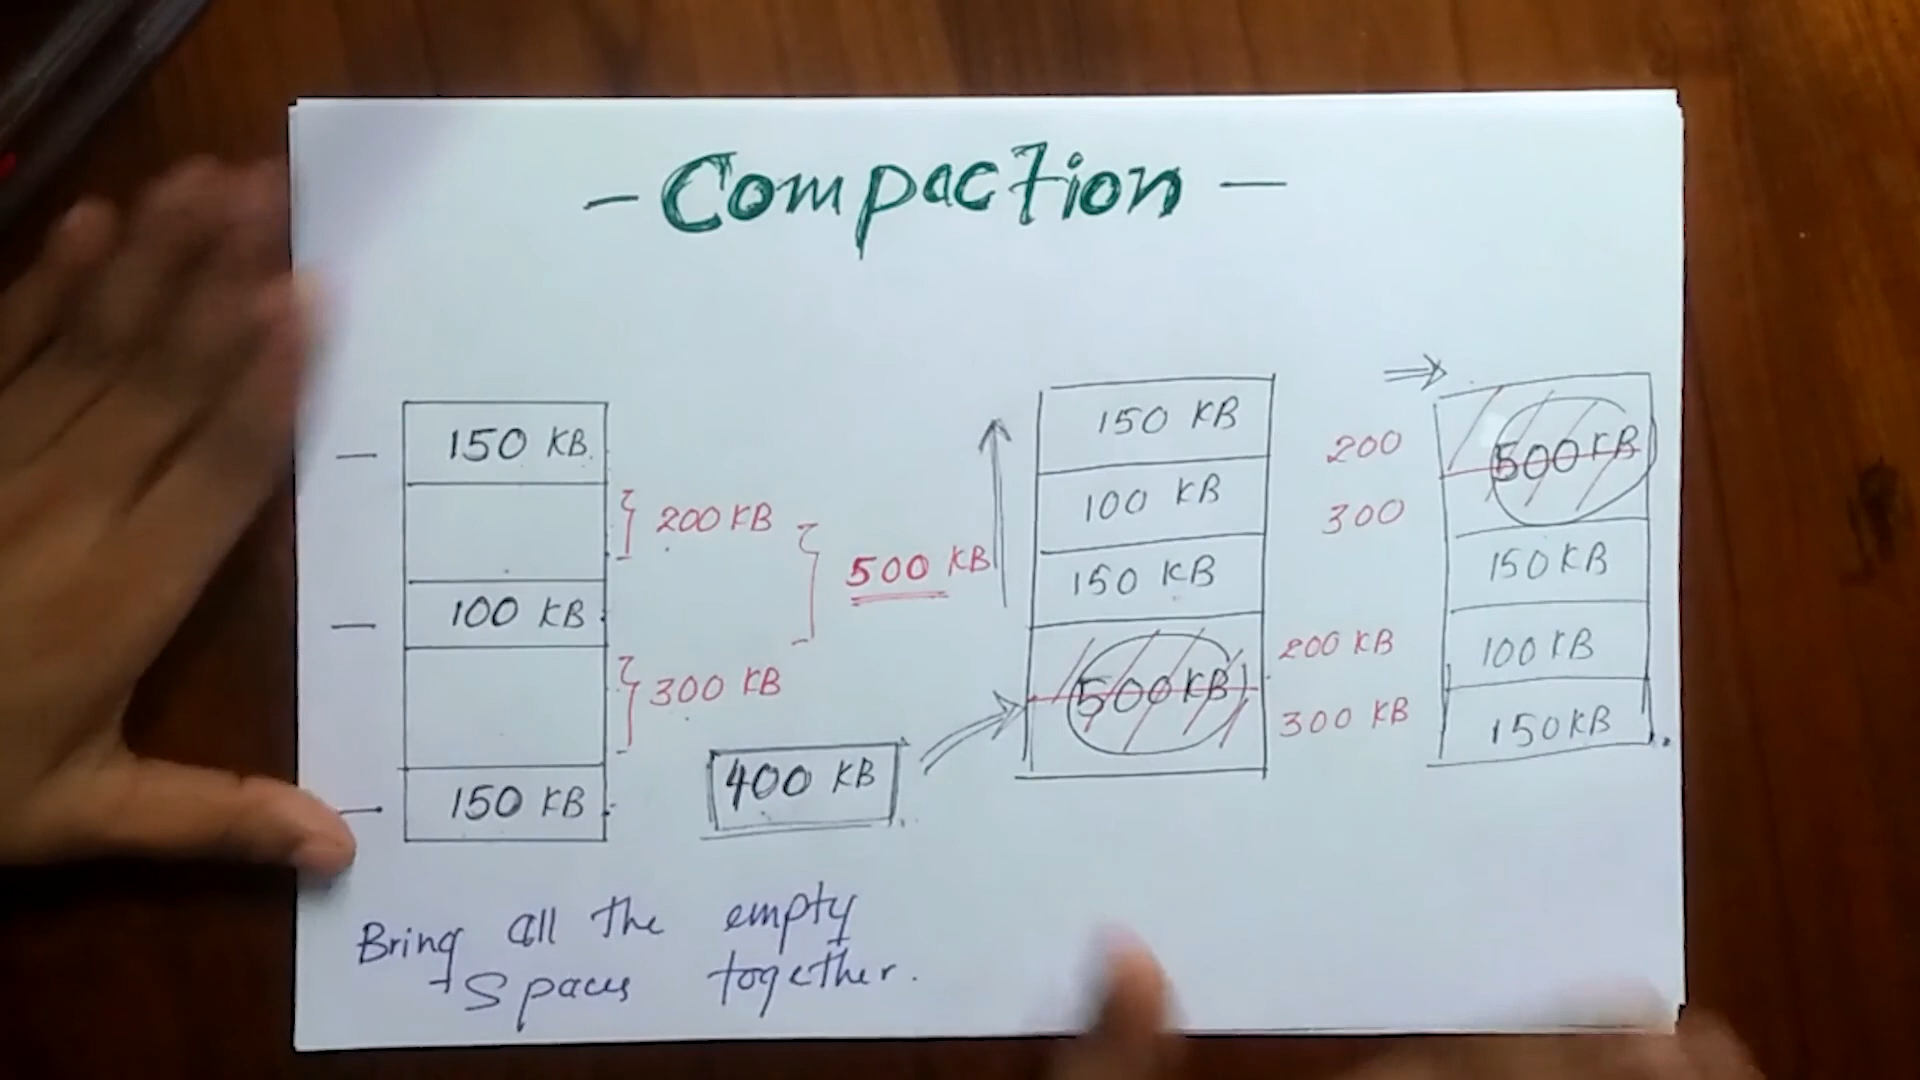 - Compaction -
150 KB
200 KB
100 KB
300 KB
150 KB
500 KB
400 KB
150 KB
100 KB
150 KB
500 KB
200 KB
300 KB
200
300
500 KB
150 KB
100 KB
150 KB
Bring all the empty
spaces together.